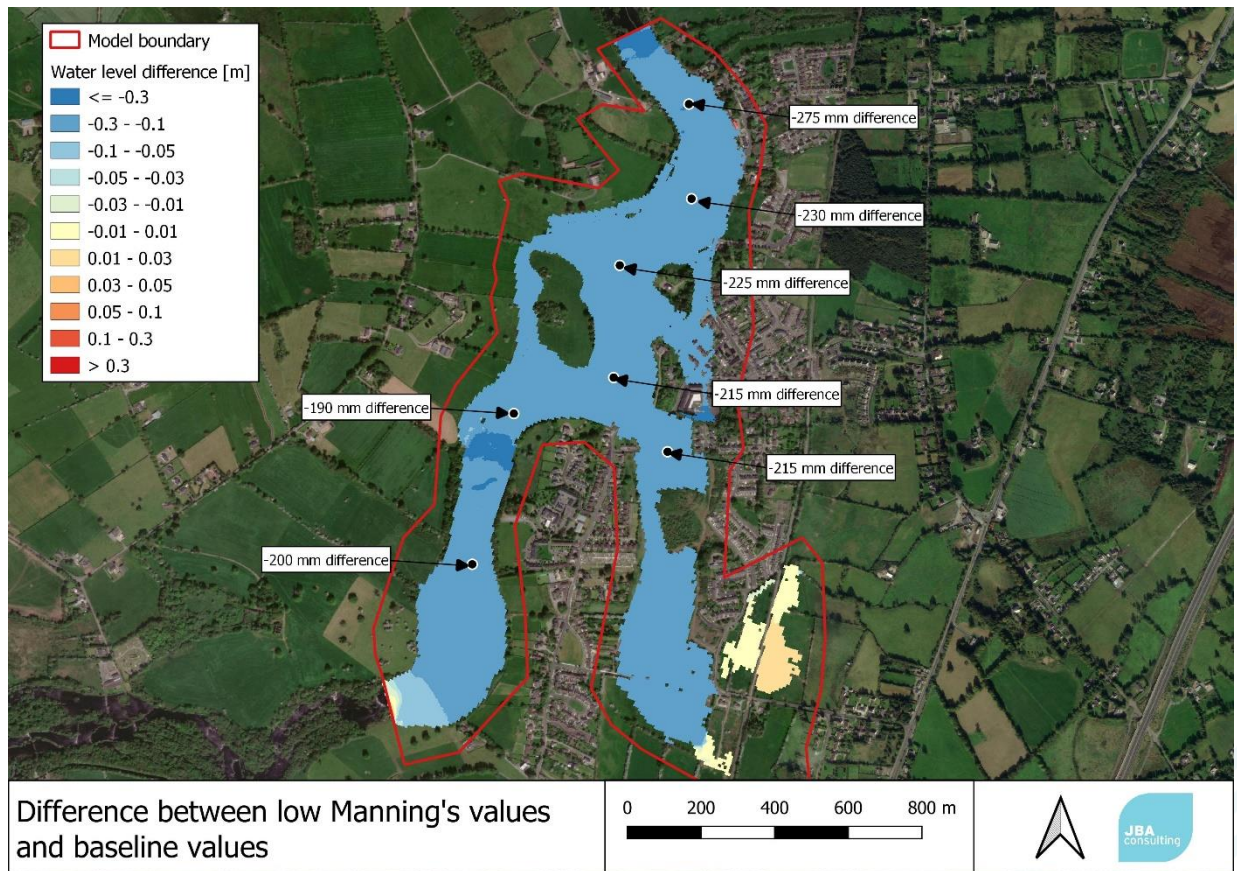 Model boundary
Water level difference [m]
<= -0.3
-0.3 - -0.1
-0.1 - -0.05
-0.05 - -0.03
-0.03 - -0.01
-0.01 - 0.01
0.01 - 0.03
0.03 - 0.05
0.05 - 0.1
0.1 - 0.3
> 0.3
-275 mm difference
-230 mm difference
-225 mm difference
-215 mm difference
-190 mm difference
-215 mm difference
-200 mm difference
Difference between low Manning's values
and baseline values
0 200 400 600 800 m
JBA
consulting